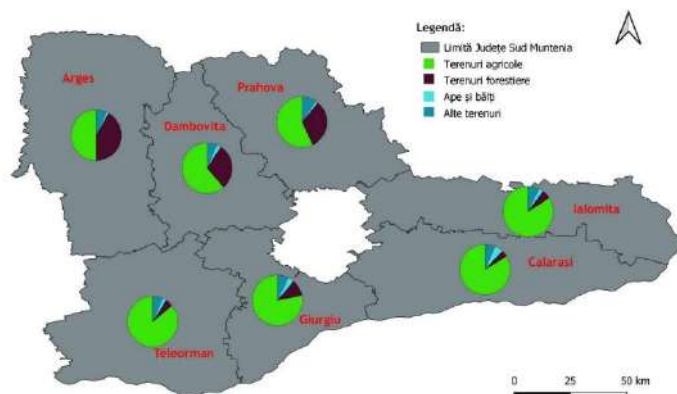 Legendă:
Limită Județe Sud Muntenia
Terenuri agricole
Terenuri forestiere
Ape și bălți
Alte terenuri
Arges
Prahova
Dambovita
Ialomita
Calarasi
Giurgiu
Teleorman
0 25 50 km